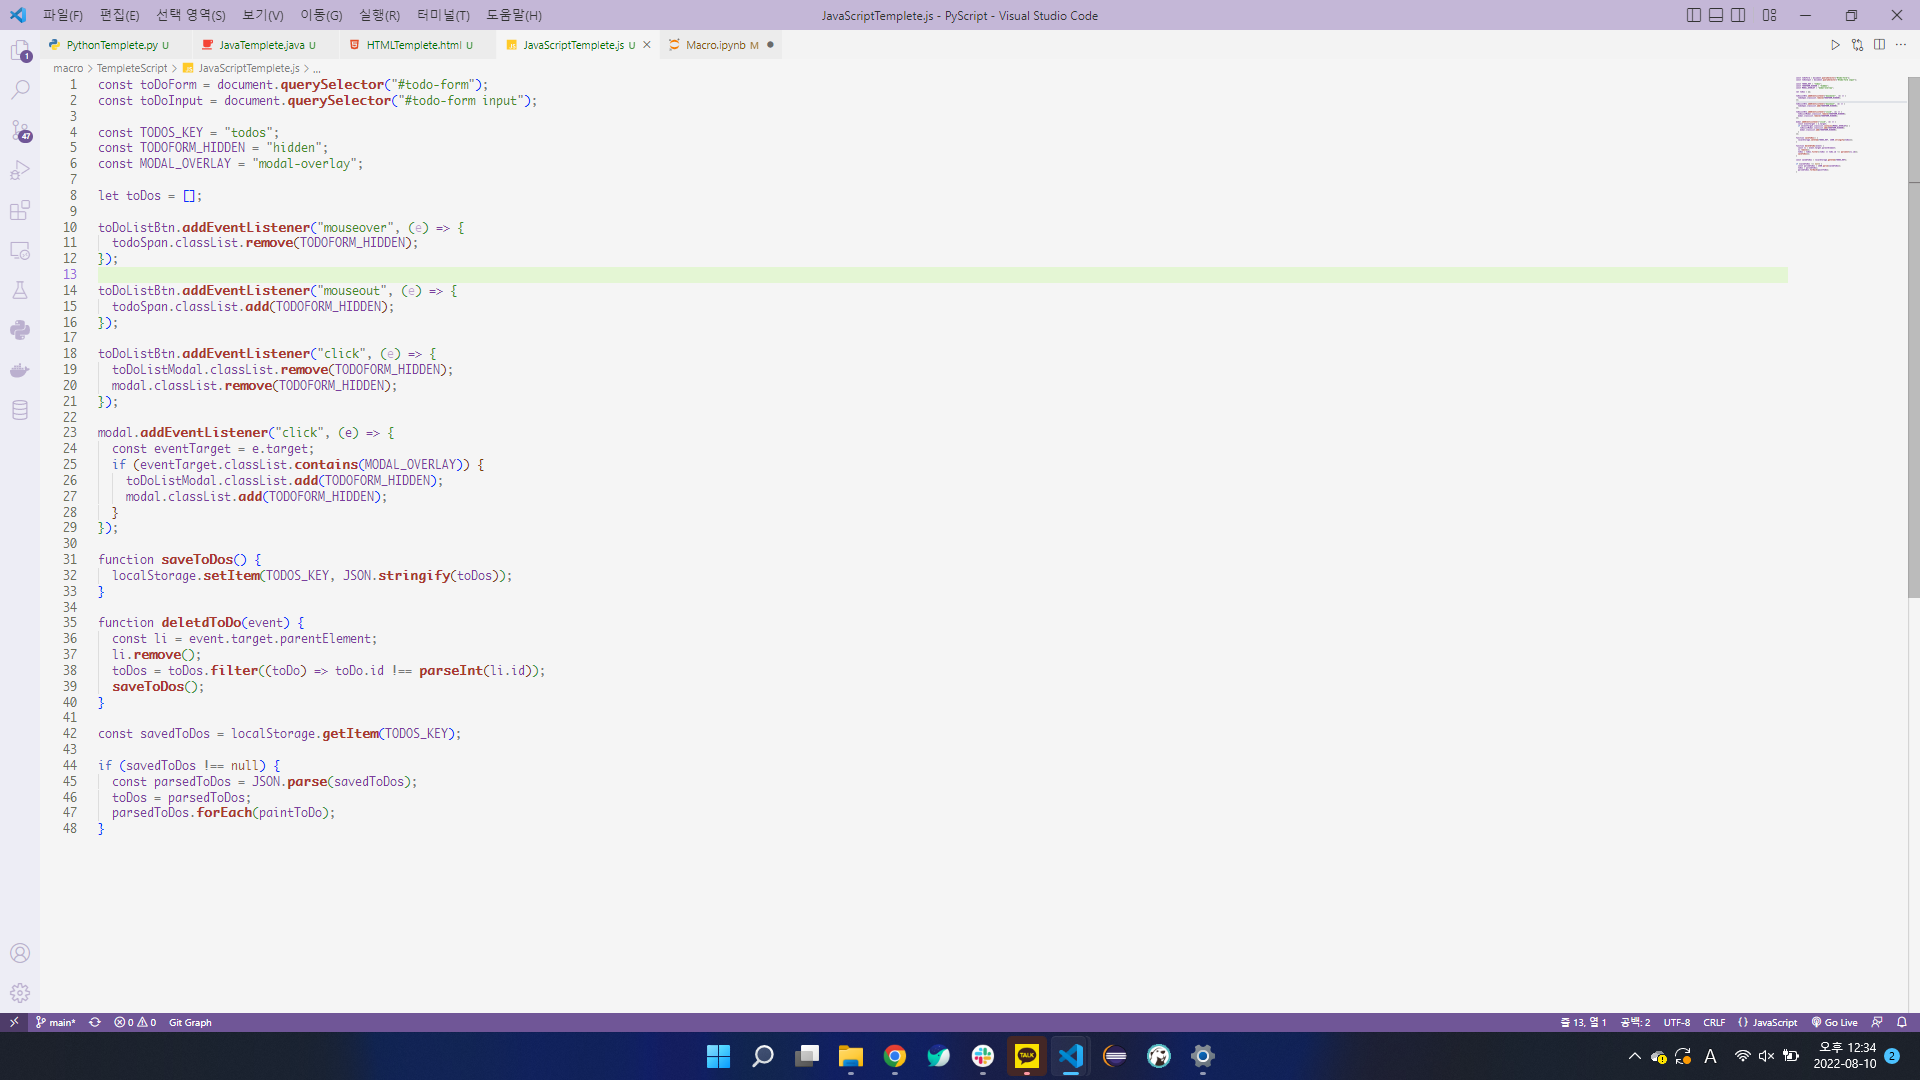 파일(F) 편집(E) 선택 영역(S) 보기(V) 이동(G) 실행(R) 터미널(T) 도움말(H) JavaScriptTemplete.js - PyScript - Visual Studio Code
PythonTemplete.py U JavaTemplete.java U HTMLTemplete.html U JavaScriptTemplete.js U Macro.ipynb M
macro > TempleteScript > JavaScriptTemplete.js > ...
1 const toDoForm = document.querySelector("#todo-form");
2 const toDoInput = document.querySelector("#todo-form input");
3
4 const TODOS_KEY = "todos";
5 const TODOFORM_HIDDEN = "hidden";
6 const MODAL_OVERLAY = "modal-overlay";
7
8 let toDos = [];
9
10 toDoListBtn.addEventListener("mouseover", (e) => {
11 todoSpan.classList.remove(TODOFORM_HIDDEN);
12 });
13
14 toDoListBtn.addEventListener("mouseout", (e) => {
15 todoSpan.classList.add(TODOFORM_HIDDEN);
16 });
17
18 toDoListBtn.addEventListener("click", (e) => {
19 toDoListModal.classList.remove(TODOFORM_HIDDEN);
20 modal.classList.remove(TODOFORM_HIDDEN);
21 });
22
23 modal.addEventListener("click", (e) => {
24 const eventTarget = e.target;
25 if (eventTarget.classList.contains(MODAL_OVERLAY)) {
26 toDoListModal.classList.add(TODOFORM_HIDDEN);
27 modal.classList.add(TODOFORM_HIDDEN);
28 }
29 });
30
31 function saveToDos() {
32 localStorage.setItem(TODOS_KEY, JSON.stringify(toDos));
33 }
34
35 function deletdToDo(event) {
36 const li = event.target.parentElement;
37 li.remove();
38 toDos = toDos.filter((toDo) => toDo.id !== parseInt(li.id));
39 saveToDos();
40 }
41
42 const savedToDos = localStorage.getItem(TODOS_KEY);
43
44 if (savedToDos !== null) {
45 const parsedToDos = JSON.parse(savedToDos);
46 toDos = parsedToDos;
47 parsedToDos.forEach(paintToDo);
48 }
1
47
main* 0 0 Git Graph 줄 13, 열 1 공백: 2 UTF-8 CRLF {} JavaScript Go Live
TALK A 오후 12:34
2022-08-10 2